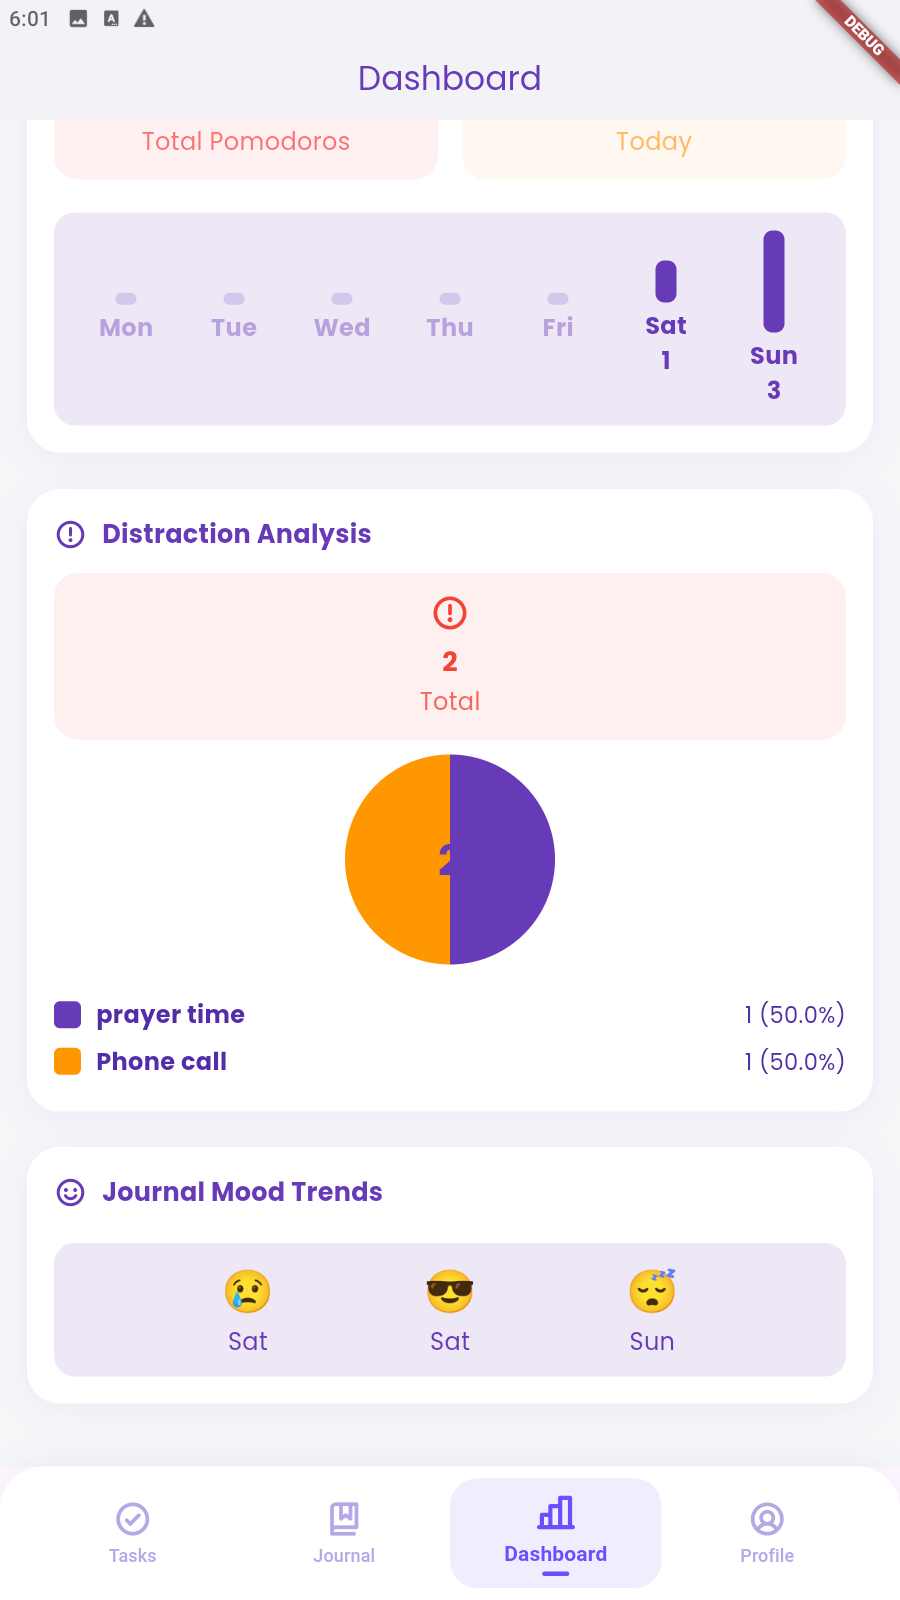 6:01
DEBUG
Dashboard
Total Pomodoros
Today
Mon Tue Wed Thu Fri Sat Sun
1 3
Distraction Analysis
2
Total
2
prayer time 1 (50.0%)
Phone call 1 (50.0%)
Journal Mood Trends
Sat Sat Sun
Tasks Journal Dashboard Profile